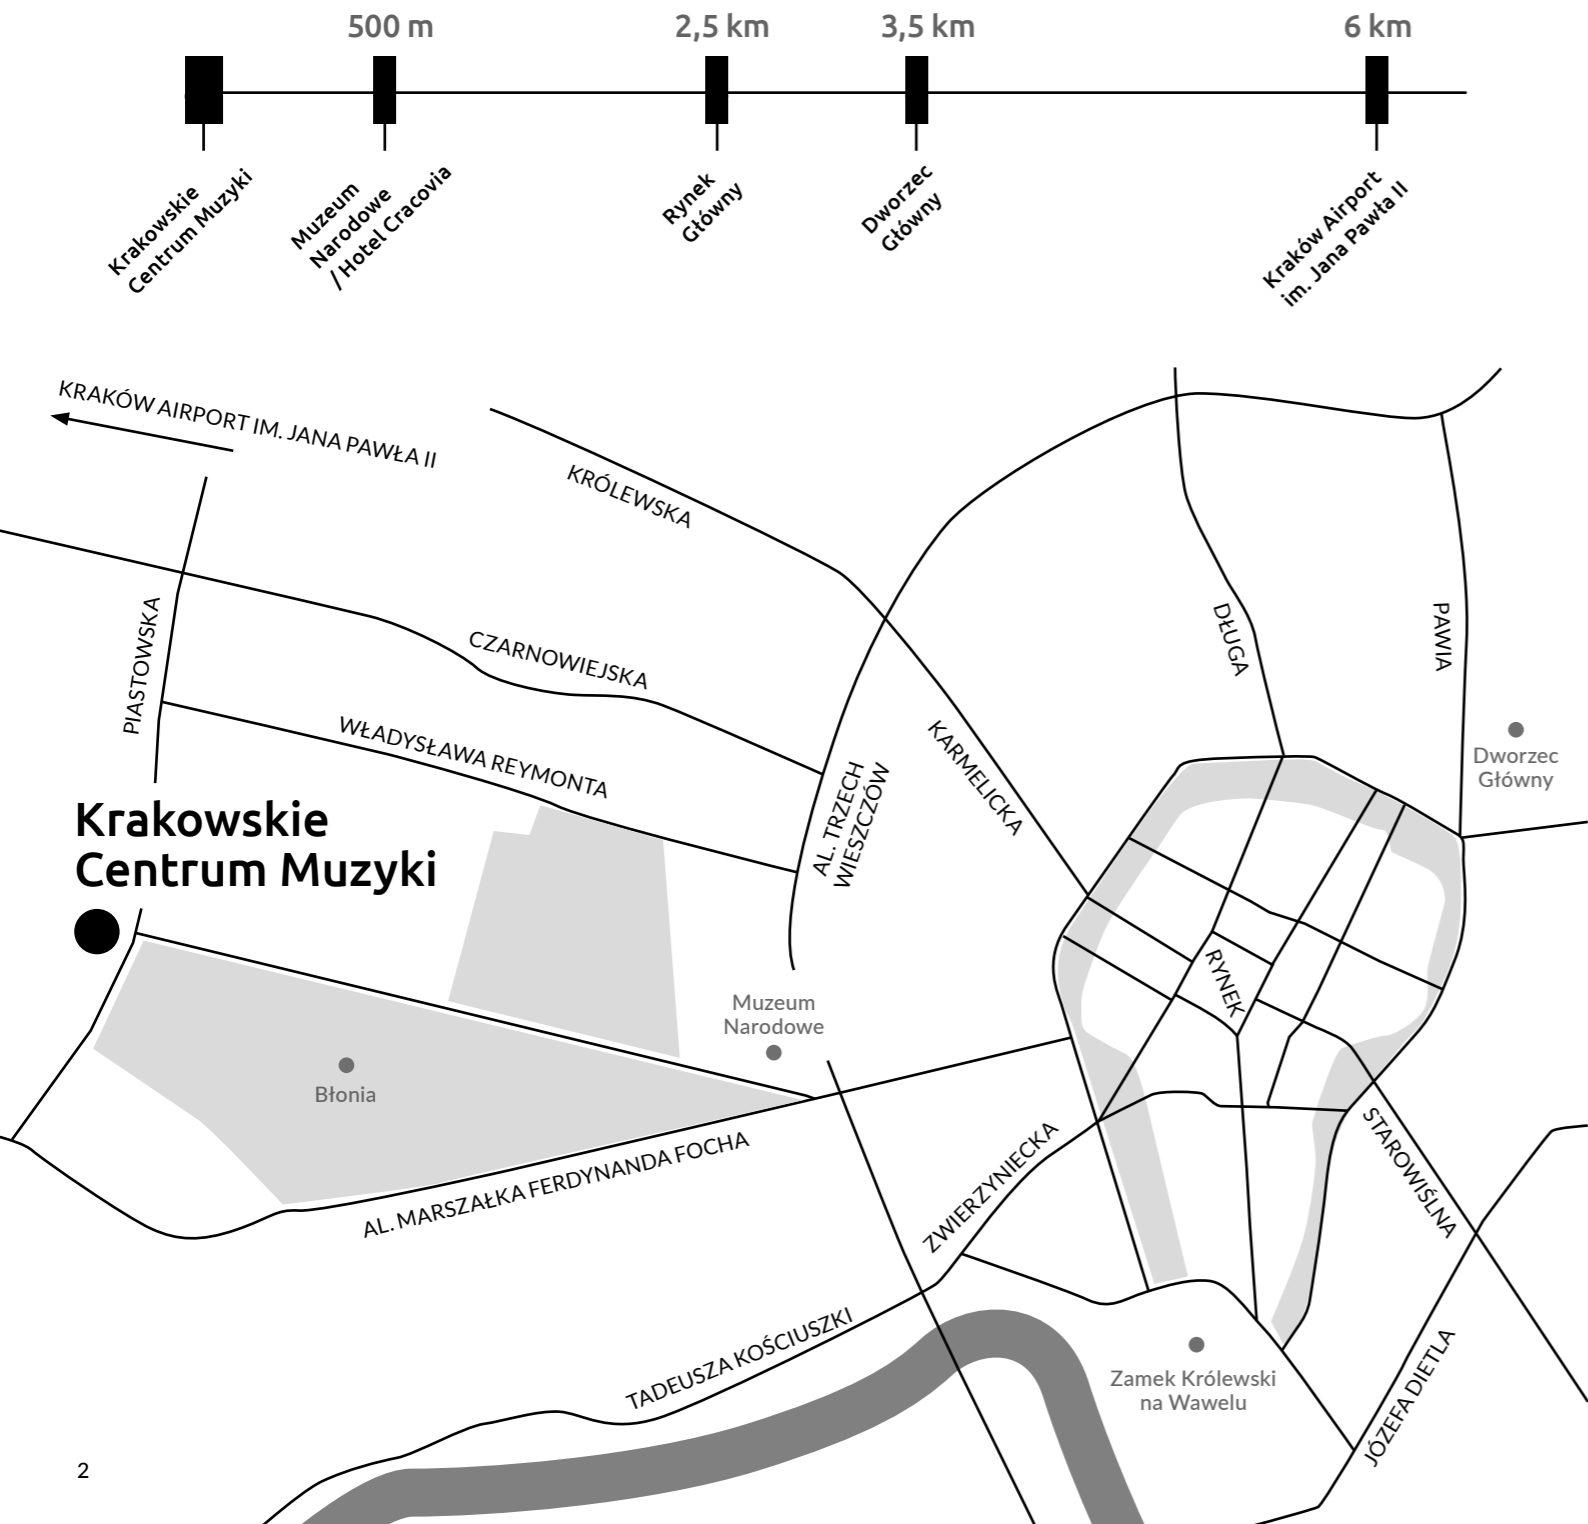 500 m
2,5 km
3,5 km
6 km
Krakowskie
Centrum Muzyki
Muzeum
Narodowe
/ Hotel Cracovia
Rynek
Główny
Dworzec
Główny
Kraków Airport
im. Jana Pawła II
KRAKÓW AIRPORT IM. JANA PAWŁA II
KRÓLEWSKA
PIASTOWSKA
CZARNOWIEJSKA
WŁADYSŁAWA REYMONTA
AL. TRZECH
WIESZCZÓW
KARMELICKA
DŁUGA
PAWIA
Dworzec
Główny
Krakowskie
Centrum Muzyki
RYNEK
Muzeum
Narodowe
Błonia
AL. MARSZAŁKA FERDYNANDA FOCHA
ZWIERZYNIECKA
STAROWIŚLNA
TADEUSZA KOŚCIUSZKI
Zamek Królewski
na Wawelu
JÓZEFA DIETLA
2